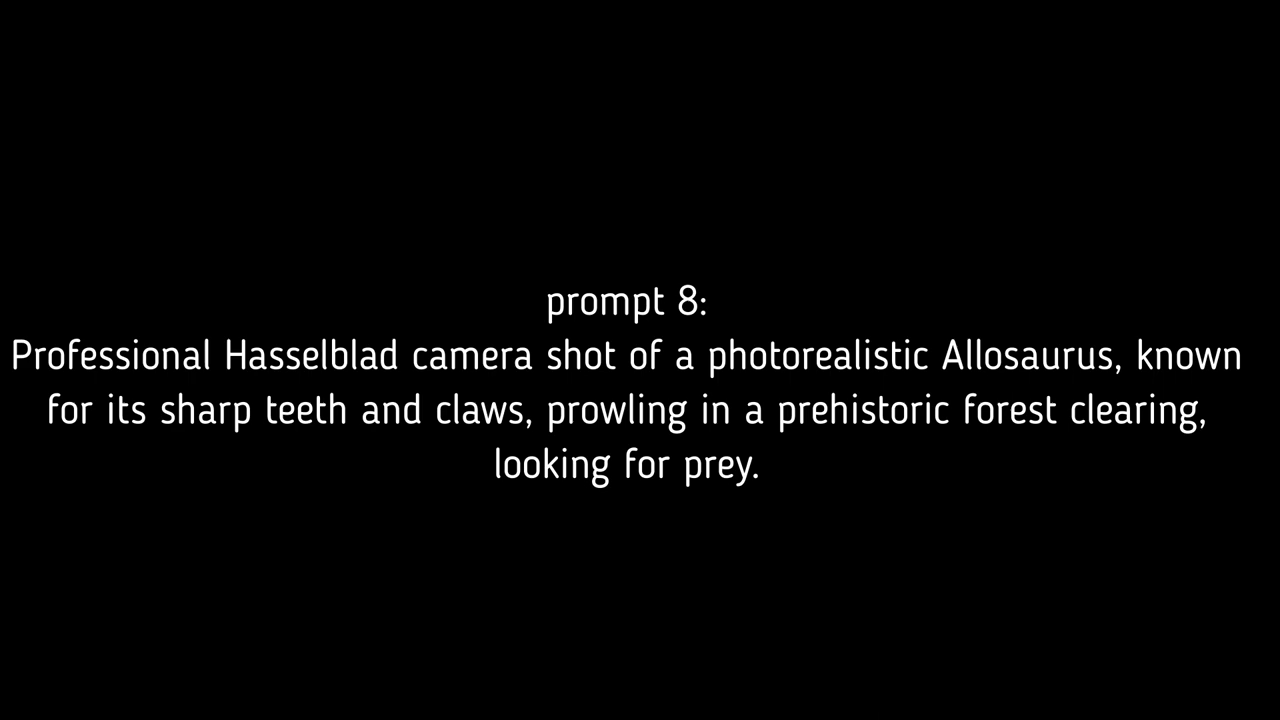 prompt 8:
Professional Hasselblad camera shot of a photorealistic Allosaurus, known
for its sharp teeth and claws, prowling in a prehistoric forest clearing,
looking for prey.